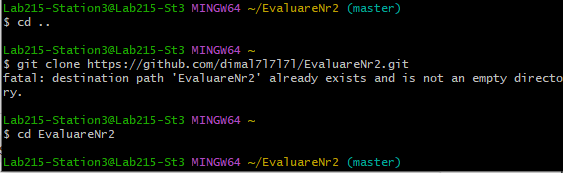 Lab215-Station3@Lab215-St3 MINGW64 ~/EvaluareNr2 (master)
$ cd ..

Lab215-Station3@Lab215-St3 MINGW64 ~
$ git clone https://github.com/dimal7l7l7l/EvaluareNr2.git
fatal: destination path 'EvaluareNr2' already exists and is not an empty directo
ry.

Lab215-Station3@Lab215-St3 MINGW64 ~
$ cd EvaluareNr2

Lab215-Station3@Lab215-St3 MINGW64 ~/EvaluareNr2 (master)